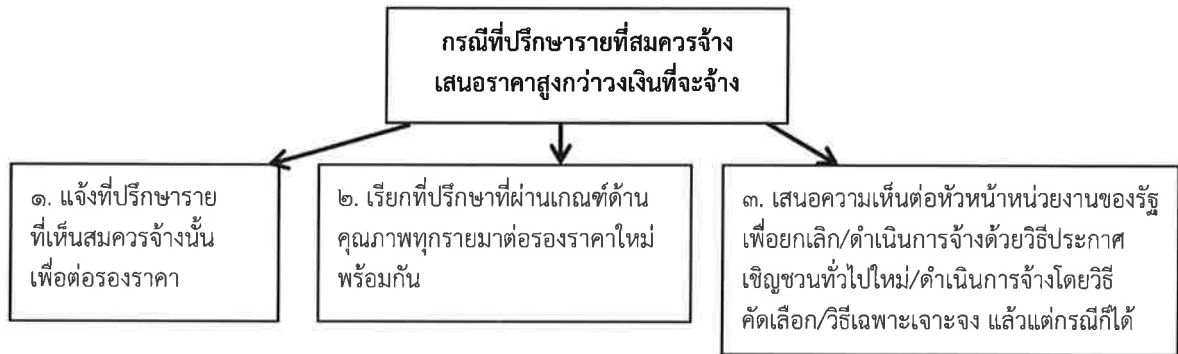 กรณีที่ปรึกษารายที่สมควรจ้าง
เสนอราคาสูงกว่าวงเงินที่จะจ้าง
๑. แจ้งที่ปรึกษาราย
ที่เห็นสมควรจ้างนั้น
เพื่อต่อรองราคา
๒. เรียกที่ปรึกษาที่ผ่านเกณฑ์ด้าน
คุณภาพทุกรายมาต่อรองราคาใหม่
พร้อมกัน
๓. เสนอความเห็นต่อหัวหน้าหน่วยงานของรัฐ
เพื่อยกเลิก/ดำเนินการจ้างด้วยวิธีประกาศ
เชิญชวนทั่วไปใหม่/ดำเนินการจ้างโดยวิธี
คัดเลือก/วิธีเฉพาะเจาะจง แล้วแต่กรณีก็ได้